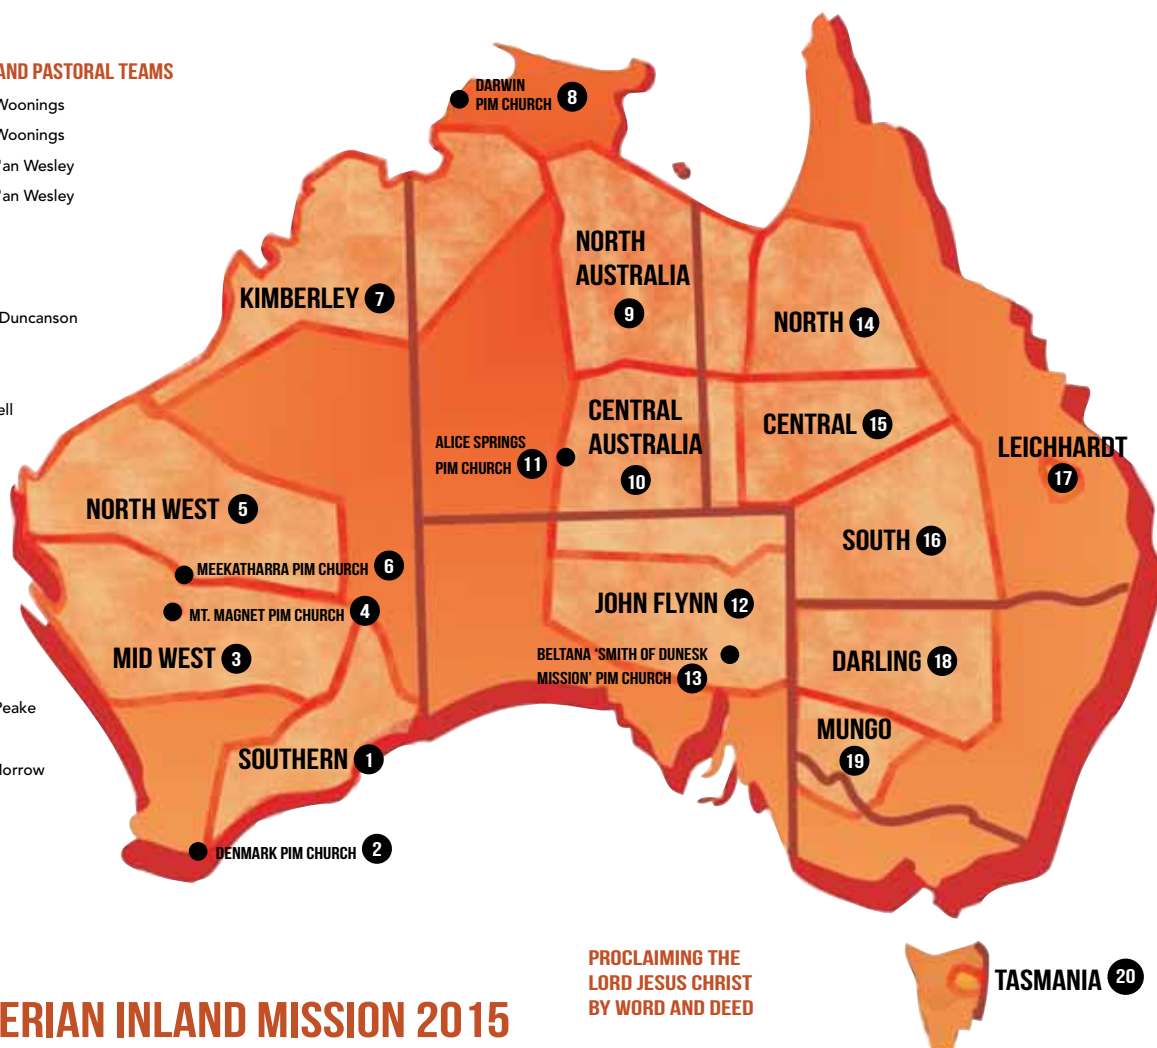 AND PASTORAL TEAMS
Woonings
Woonings
'an Wesley
'an Wesley
Duncanson
ell
Peake
Morrow
DARWIN
PIM CHURCH 8
KIMBERLEY 7
NORTH
AUSTRALIA
9
NORTH 14
CENTRAL
AUSTRALIA
10
CENTRAL 15
ALICE SPRINGS
PIM CHURCH 11
LEICHHARDT
17
NORTH WEST 5
SOUTH 16
MEEKATHARRA PIM CHURCH 6
MT. MAGNET PIM CHURCH 4
JOHN FLYNN 12
MID WEST 3
BELTANA 'SMITH OF DUNESK
MISSION' PIM CHURCH 13
DARLING 18
MUNGO
19
SOUTHERN 1
DENMARK PIM CHURCH 2
PROCLAIMING THE
LORD JESUS CHRIST
BY WORD AND DEED
TASMANIA 20
ERIAN INLAND MISSION 2015